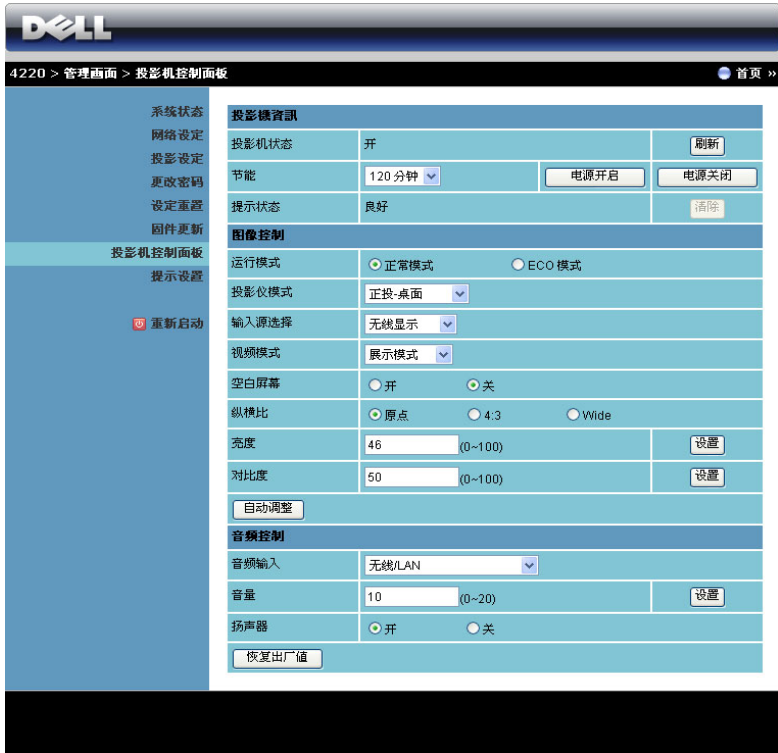 DELL
4220 > 管理画面 > 投影机控制面板
首页 »
系统状态
网络设定
投影设定
更改密码
设定重置
固件更新
投影机控制面板
提示设置
重新启动
投影機資訊
投影机状态 开 刷新
节能 120 分钟 电源开启 电源关闭
提示状态 良好 清除
图像控制
运行模式 正常模式 ECO 模式
投影仪模式 正投-桌面
输入源选择 无线显示
视频模式 展示模式
空白屏幕 开 关
纵横比 原点 4:3 Wide
亮度 46 (0~100) 设置
对比度 50 (0~100) 设置
自动调整
音频控制
音频输入 无线/LAN
音量 10 (0~20) 设置
扬声器 开 关
恢复出厂值